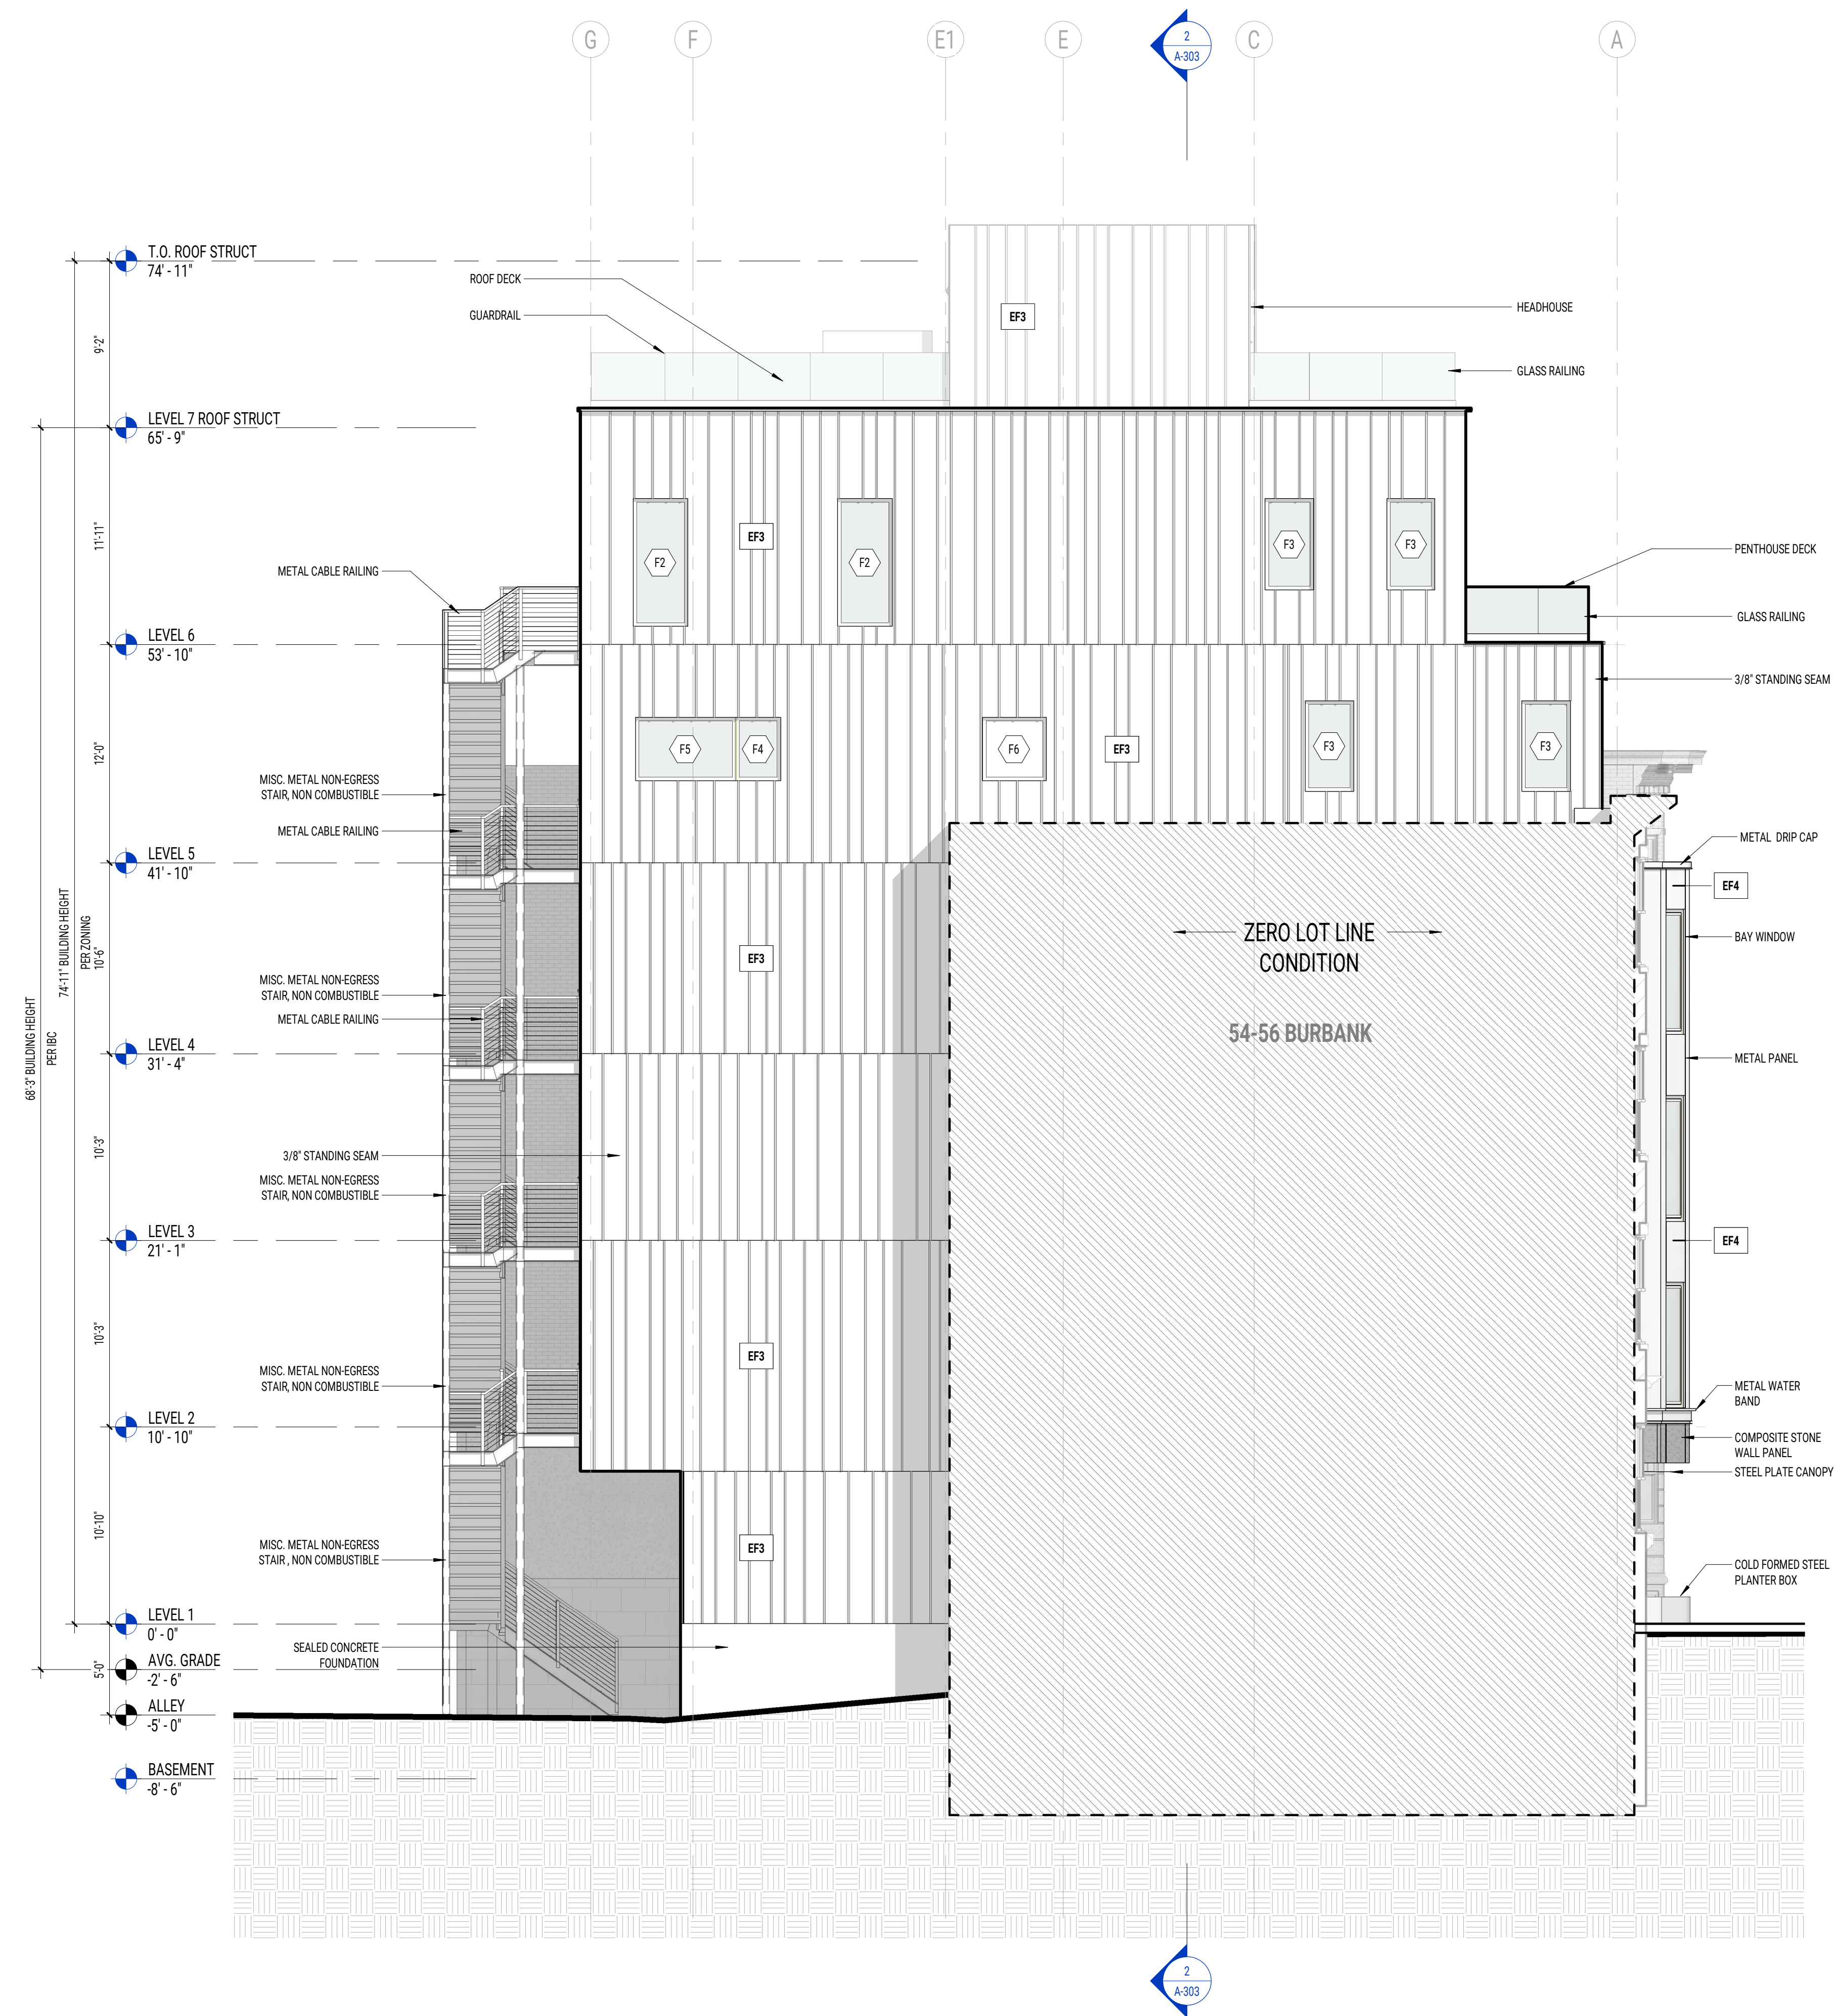 G
F
E1
E
2
A-303
C
A
T.O. ROOF STRUCT
74' - 11"
ROOF DECK
GUARDRAIL
EF3
HEADHOUSE
9'-2"
GLASS RAILING
LEVEL 7 ROOF STRUCT
65' - 9"
11'-11"
EF3
F2
F2
F3
F3
PENTHOUSE DECK
METAL CABLE RAILING
GLASS RAILING
LEVEL 6
53' - 10"
3/8" STANDING SEAM
12'-0"
F5
F4
F6
EF3
F3
F3
MISC. METAL NON-EGRESS
STAIR, NON COMBUSTIBLE
METAL CABLE RAILING
METAL DRIP CAP
LEVEL 5
41' - 10"
EF4
74'-11" BUILDING HEIGHT
PER ZONING
10'-6"
ZERO LOT LINE
CONDITION
BAY WINDOW
EF3
MISC. METAL NON-EGRESS
STAIR, NON COMBUSTIBLE
METAL CABLE RAILING
54-56 BURBANK
68'-3" BUILDING HEIGHT
PER IBC
LEVEL 4
31' - 4"
METAL PANEL
10'-3"
3/8" STANDING SEAM
MISC. METAL NON-EGRESS
STAIR, NON COMBUSTIBLE
LEVEL 3
21' - 1"
EF4
10'-3"
EF3
MISC. METAL NON-EGRESS
STAIR, NON COMBUSTIBLE
METAL WATER
BAND
LEVEL 2
10' - 10"
COMPOSITE STONE
WALL PANEL
STEEL PLATE CANOPY
10'-10"
EF3
MISC. METAL NON-EGRESS
STAIR , NON COMBUSTIBLE
COLD FORMED STEEL
PLANTER BOX
LEVEL 1
0' - 0"
SEALED CONCRETE
FOUNDATION
5'-0"
AVG. GRADE
-2' - 6"
ALLEY
-5' - 0"
BASEMENT
-8' - 6"
2
A-303